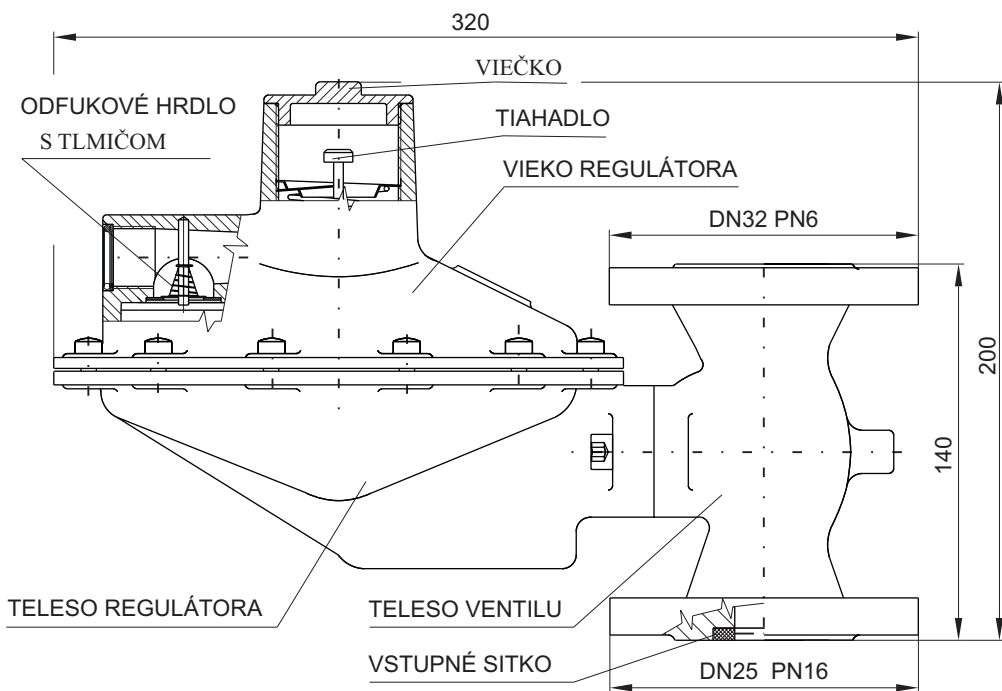 320
VIEČKO
ODFUKOVÉ HRDLO
S TLMIČOM
TIAHADLO
VIEKO REGULÁTORA
DN32 PN6
200
140
TELESO REGULÁTORA
TELESO VENTILU
VSTUPNÉ SITKO
DN25 PN16